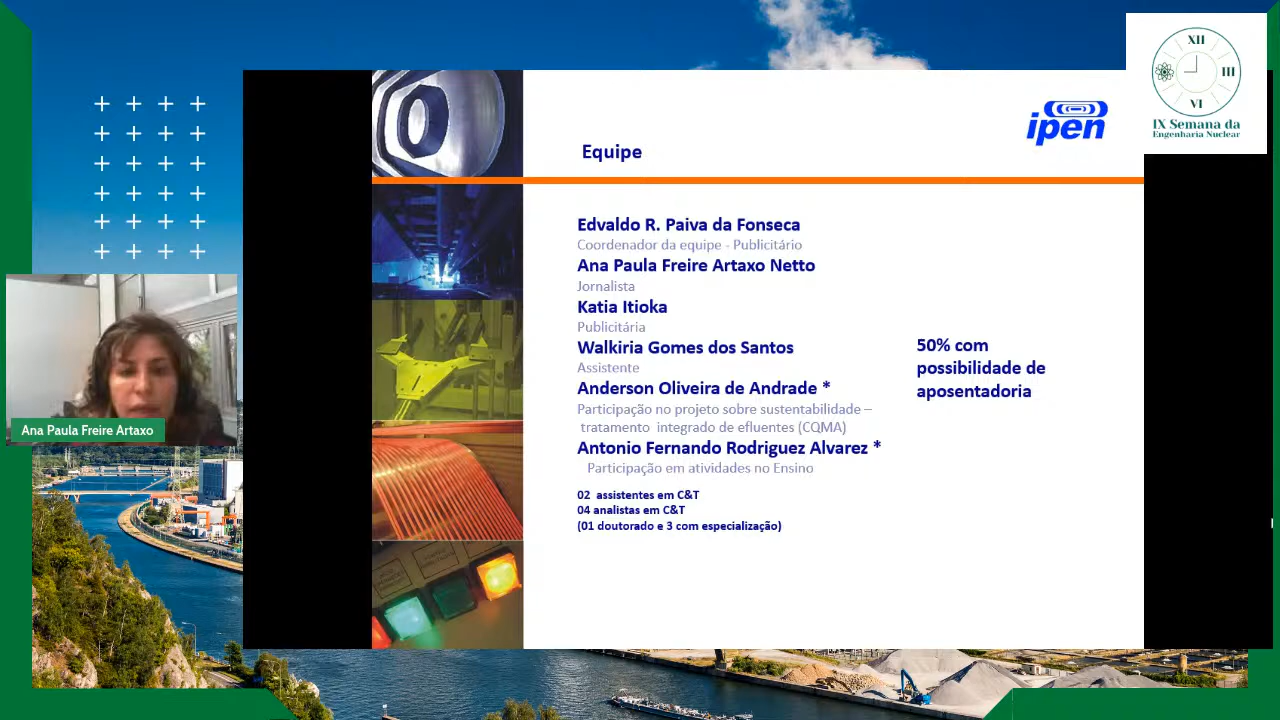 XII
III
VI
IX Semana da
Engenharia Nuclear
ipen
Equipe
Edvaldo R. Paiva da Fonseca
Coordenador da equipe - Publicitário
Ana Paula Freire Artaxo Netto
Jornalista
Katia Itioka
Publicitária
Walkiria Gomes dos Santos
Assistente
Anderson Oliveira de Andrade *
Participação no projeto sobre sustentabilidade –
tratamento integrado de efluentes (CQMA)
Antonio Fernando Rodriguez Alvarez *
Participação em atividades no Ensino
02 assistentes em C&T
04 analistas em C&T
(01 doutorado e 3 com especialização)
50% com
possibilidade de
aposentadoria
Ana Paula Freire Artaxo